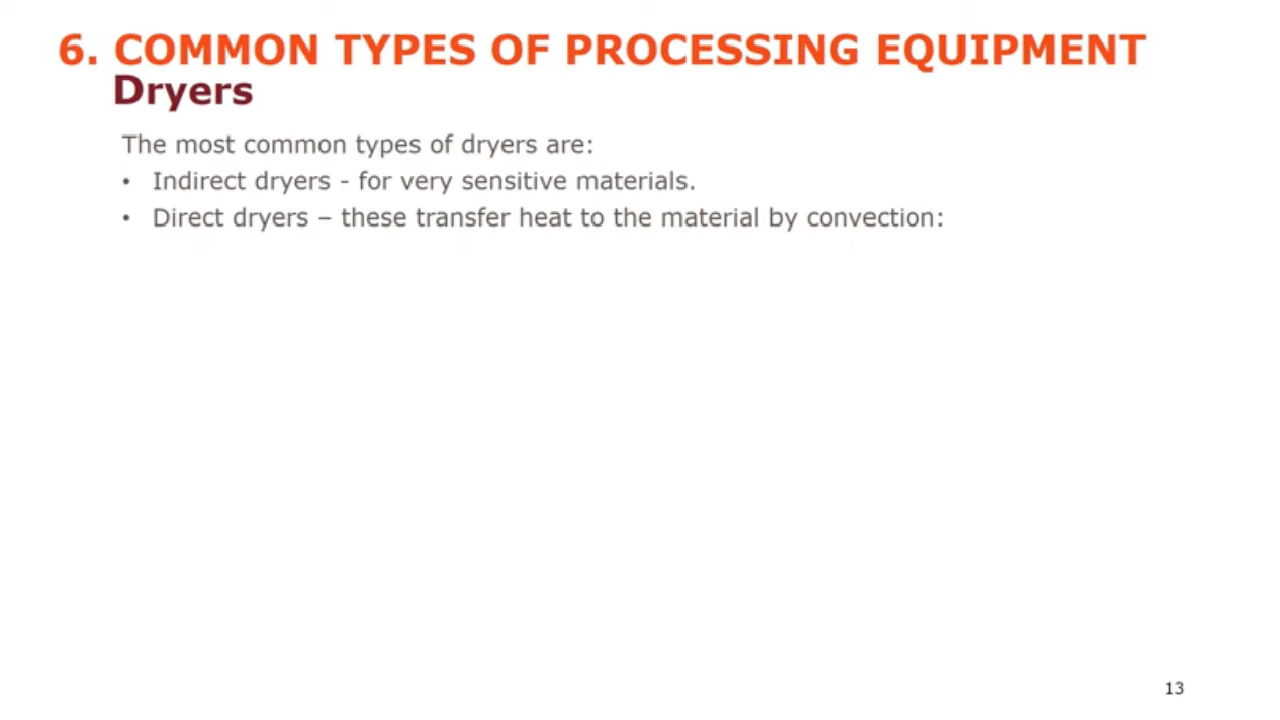 6. COMMON TYPES OF PROCESSING EQUIPMENT
Dryers
The most common types of dryers are:
• Indirect dryers - for very sensitive materials.
• Direct dryers – these transfer heat to the material by convection:
13